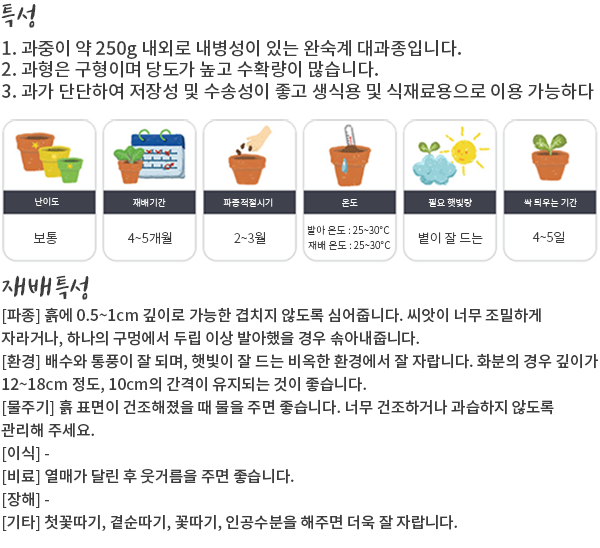 특성
1. 과중이 약 250g 내외로 내병성이 있는 완숙계 대과종입니다.
2. 과형은 구형이며 당도가 높고 수확량이 많습니다.
3. 과가 단단하여 저장성 및 수송성이 좋고 생식용 및 식재료용으로 이용 가능하다
난이도
보통
재배기간
4~5개월
파종적절시기
2~3월
온도
발아 온도 : 25~30°C
재배 온도 : 25~30°C
필요 햇빛량
볕이 잘 드는
싹 틔우는 기간
4~5일
재배특성
[파종] 흙에 0.5~1cm 깊이로 가능한 겹치지 않도록 심어줍니다. 씨앗이 너무 조밀하게
자라거나, 하나의 구멍에서 두립 이상 발아했을 경우 솎아내줍니다.
[환경] 배수와 통풍이 잘 되며, 햇빛이 잘 드는 비옥한 환경에서 잘 자랍니다. 화분의 경우 깊이가
12~18cm 정도, 10cm의 간격이 유지되는 것이 좋습니다.
[물주기] 흙 표면이 건조해졌을 때 물을 주면 좋습니다. 너무 건조하거나 과습하지 않도록
관리해 주세요.
[이식] -
[비료] 열매가 달린 후 웃거름을 주면 좋습니다.
[장해] -
[기타] 첫꽃따기, 곁순따기, 꽃따기, 인공수분을 해주면 더욱 잘 자랍니다.